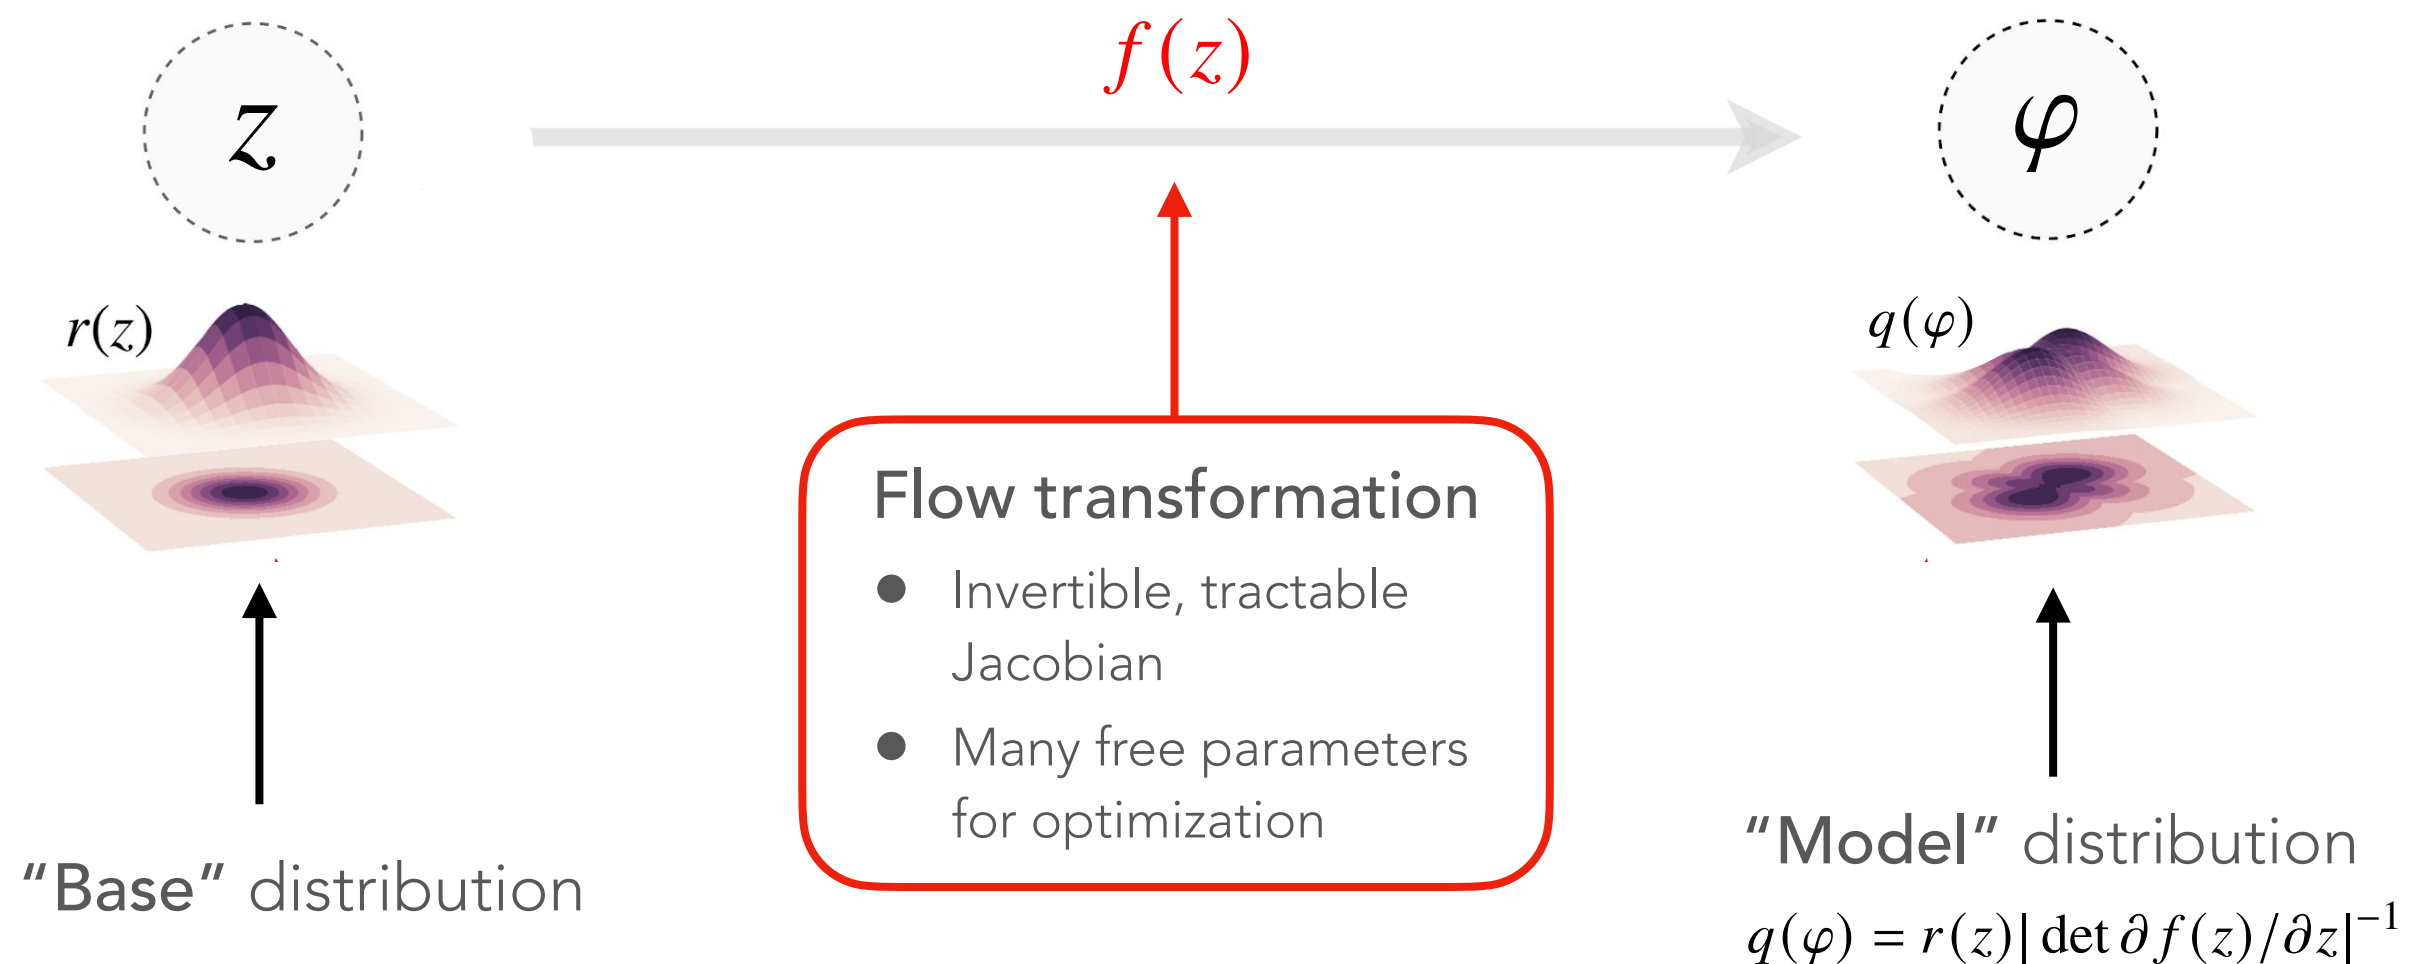 f(z)
z
φ
r(z)
q(φ)
Flow transformation
● Invertible, tractable
Jacobian
● Many free parameters
for optimization
"Base" distribution
"Model" distribution
q(φ) = r(z)| det ∂f(z)/∂z|⁻¹